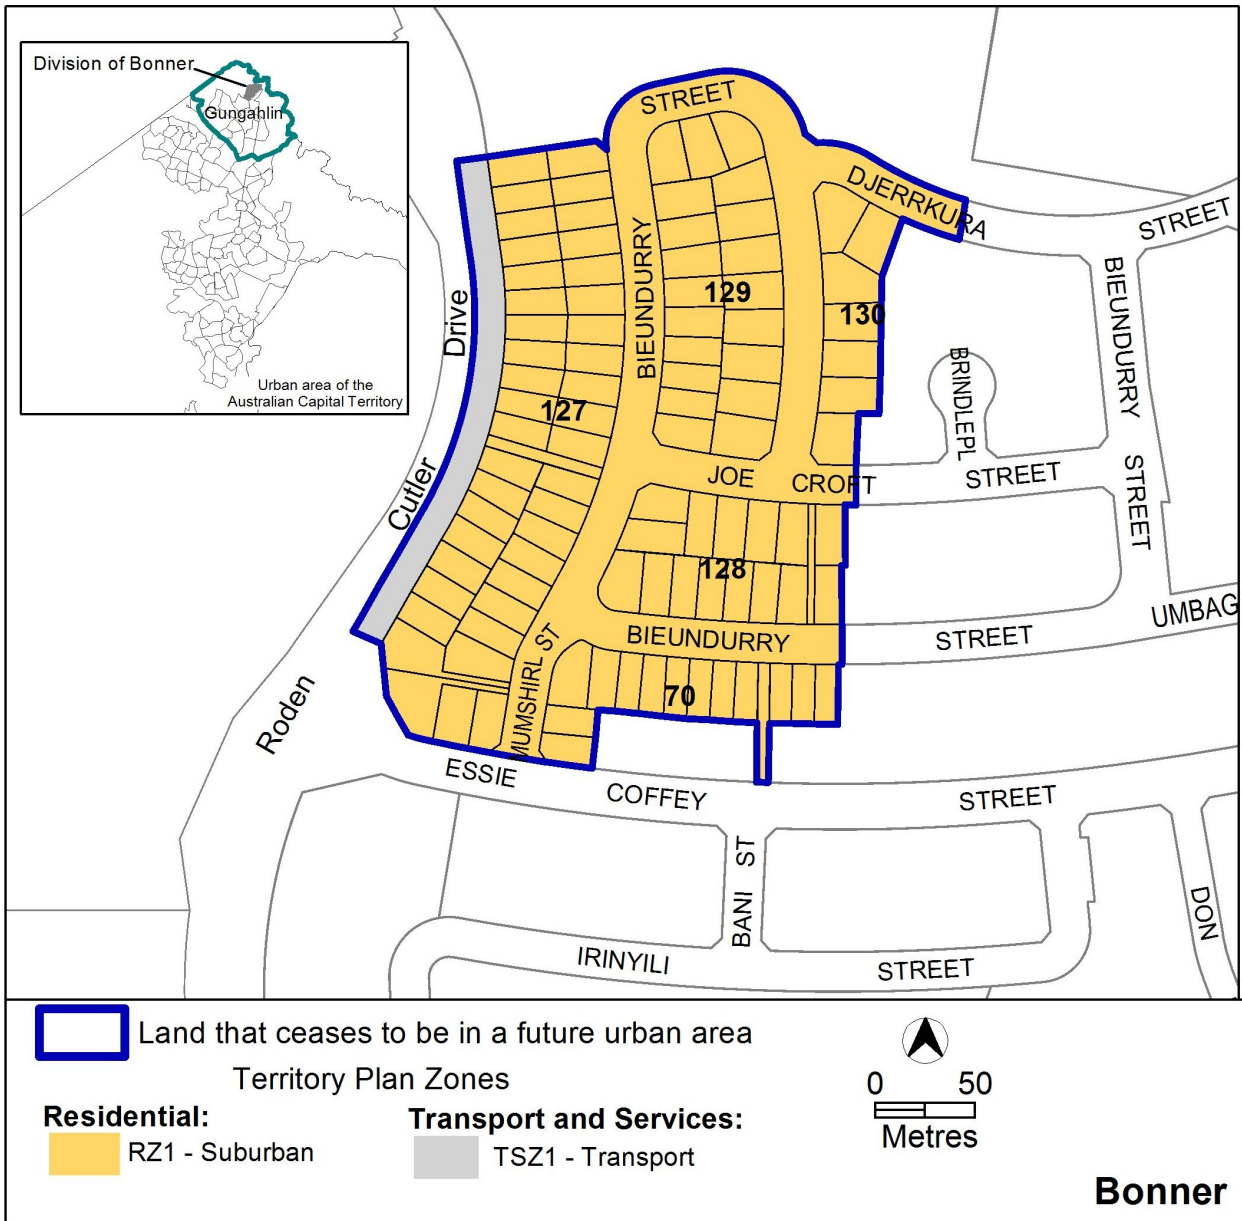 Division of Bonner
Gungahlin
Urban area of the
Australian Capital Territory
STREET
DJERRKURA
STREET
BIEUNDURRY
BIEUNDURRY
129
130
Drive
BRINDLEPL
127
JOE
CROFT
STREET
STREET
Cutler
128
UMBAG
BIEUNDURRY
STREET
MUMSHIRL ST
70
Roden
ESSIE
COFFEY
STREET
BANI ST
DON
IRINYILI
STREET
Land that ceases to be in a future urban area
Territory Plan Zones
Residential:
RZ1 - Suburban
Transport and Services:
TSZ1 - Transport
0 50
Metres
Bonner